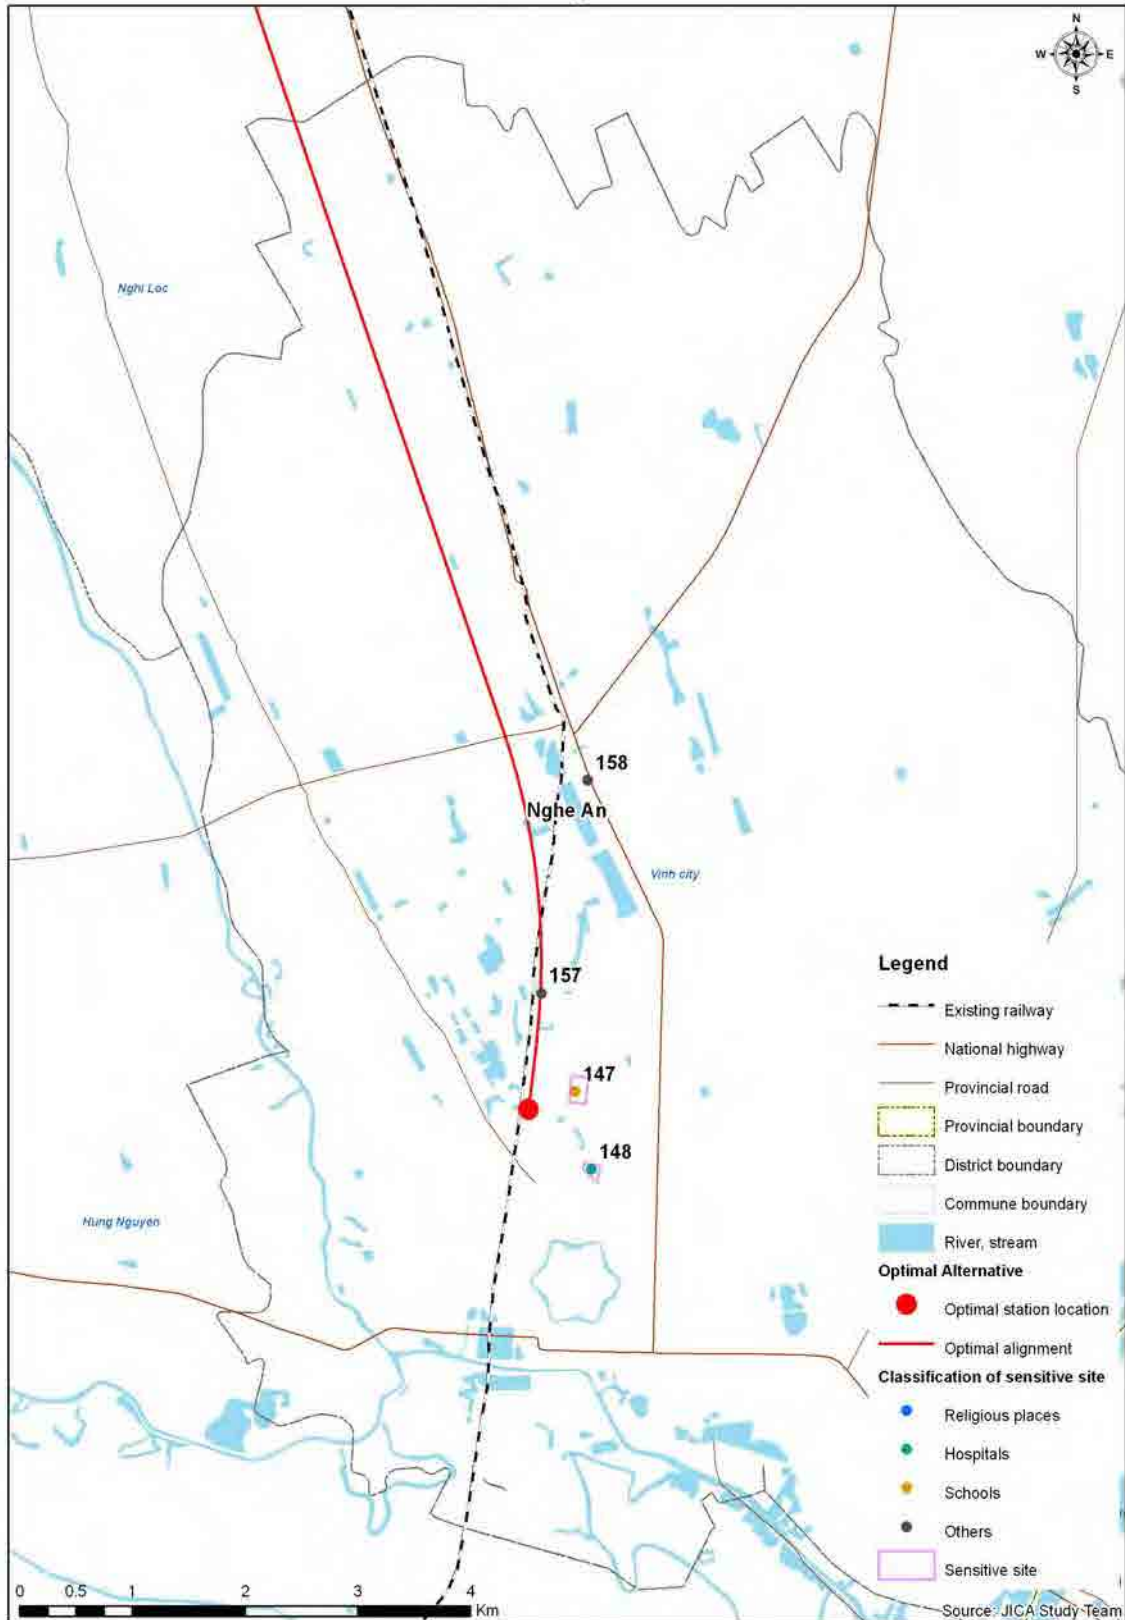 N
W E
S
Nghi Loc
158
Nghe An
Vinh city
157
147
148
Hung Nguyen
Legend
Existing railway
National highway
Provincial road
Provincial boundary
District boundary
Commune boundary
River, stream
Optimal Alternative
Optimal station location
Optimal alignment
Classification of sensitive site
Religious places
Hospitals
Schools
Others
Sensitive site
0 0.5 1 2 3 4
Km
Source: JICA Study Team